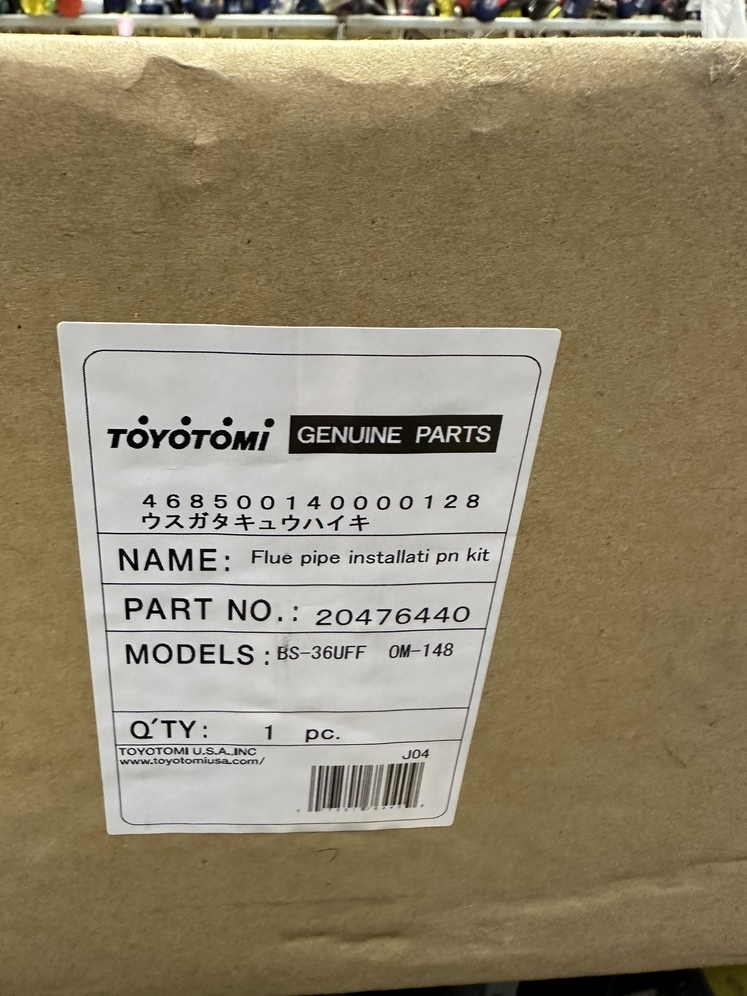 TOYOTOMI GENUINE PARTS
468500140000128
ウスガタキュウハイキ
NAME: Flue pipe installati pn kit
PART NO.: 20476440
MODELS: BS-36UFF OM-148
Q'TY: 1 pc.
TOYOTOMI U.S.A.,INC
www.toyotomiusa.com/
J04